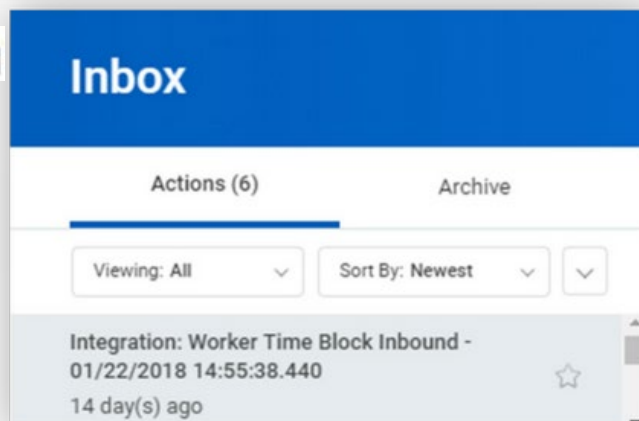 Inbox
Actions (6)
Archive
Viewing: All
Sort By: Newest
Integration: Worker Time Block Inbound -
01/22/2018 14:55:38.440
14 day(s) ago